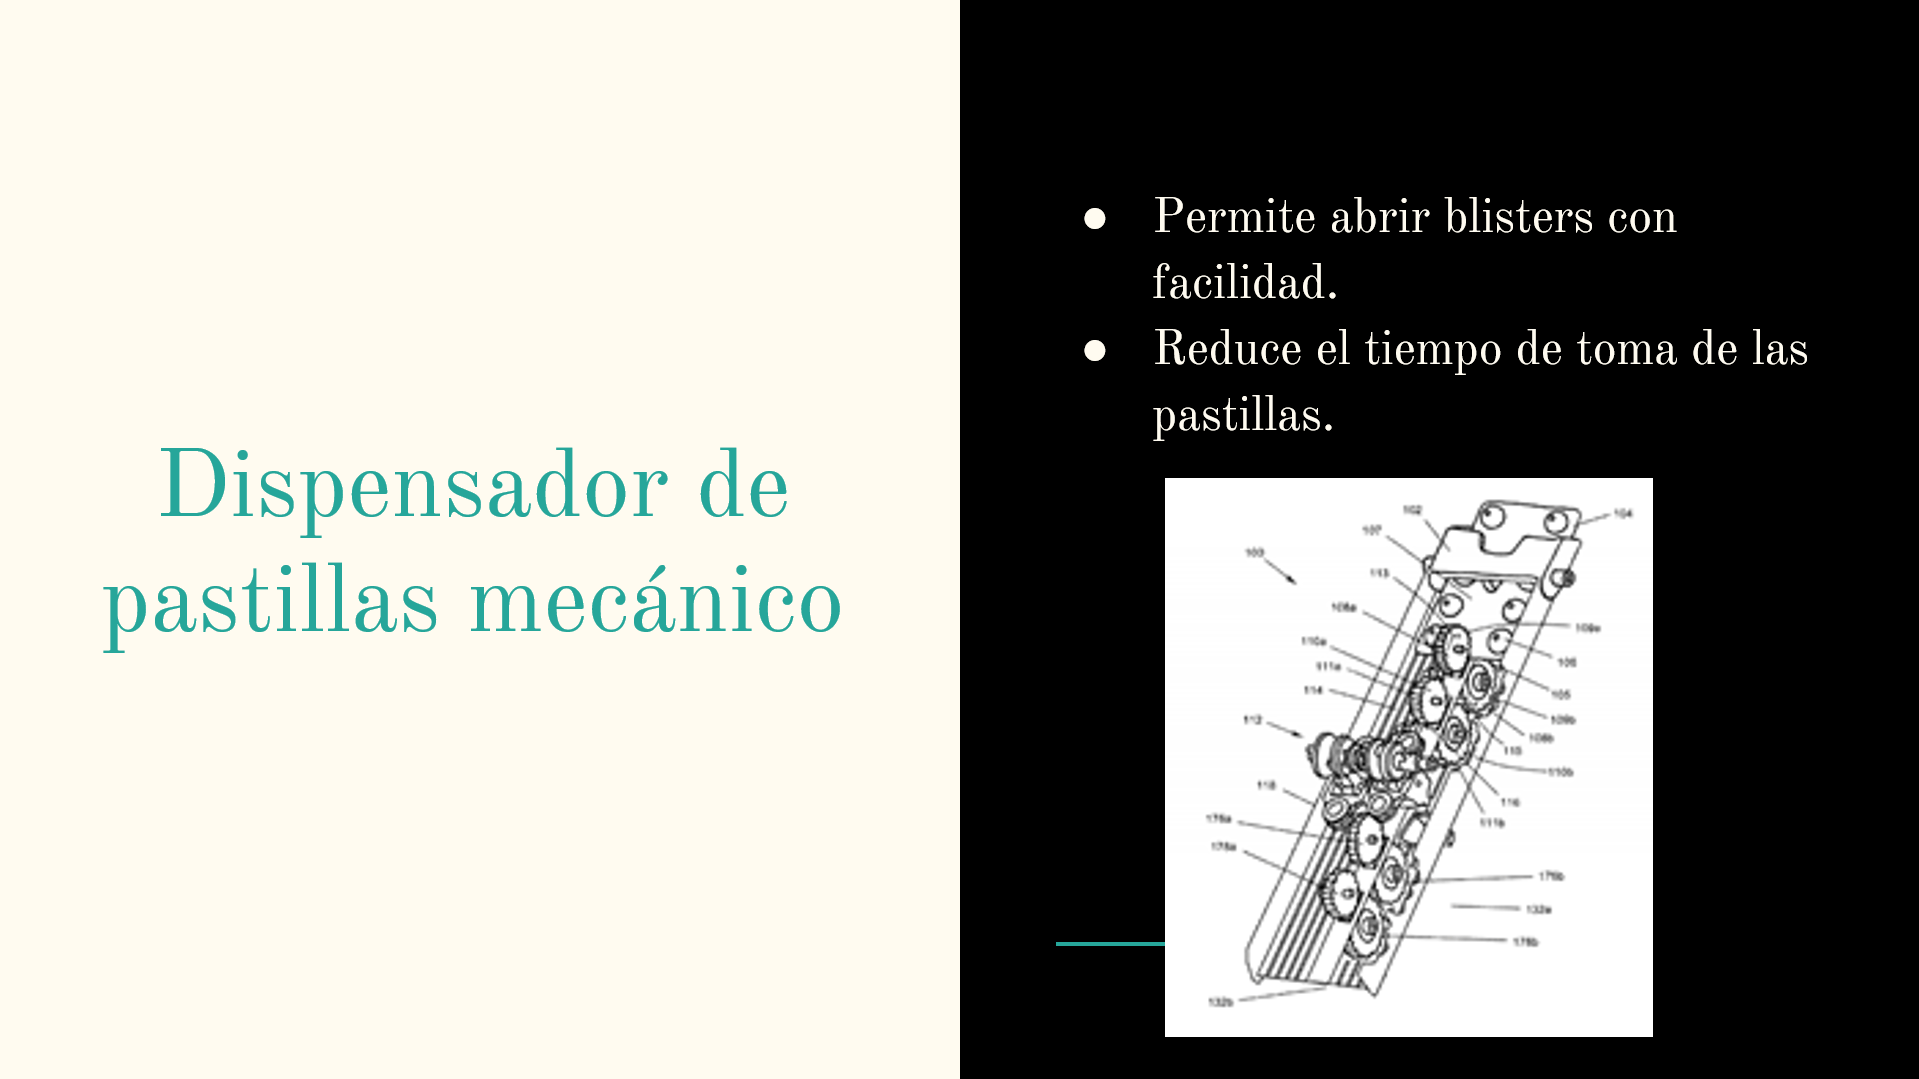 Dispensador de
pastillas mecánico
● Permite abrir blisters con
facilidad.
● Reduce el tiempo de toma de las
pastillas.
102
104
107
103
113
108a
109a
110a
106
111a
114
105
112
109b
108b
110b
118
116
111b
176a
178a
176b
132a
178b
132b